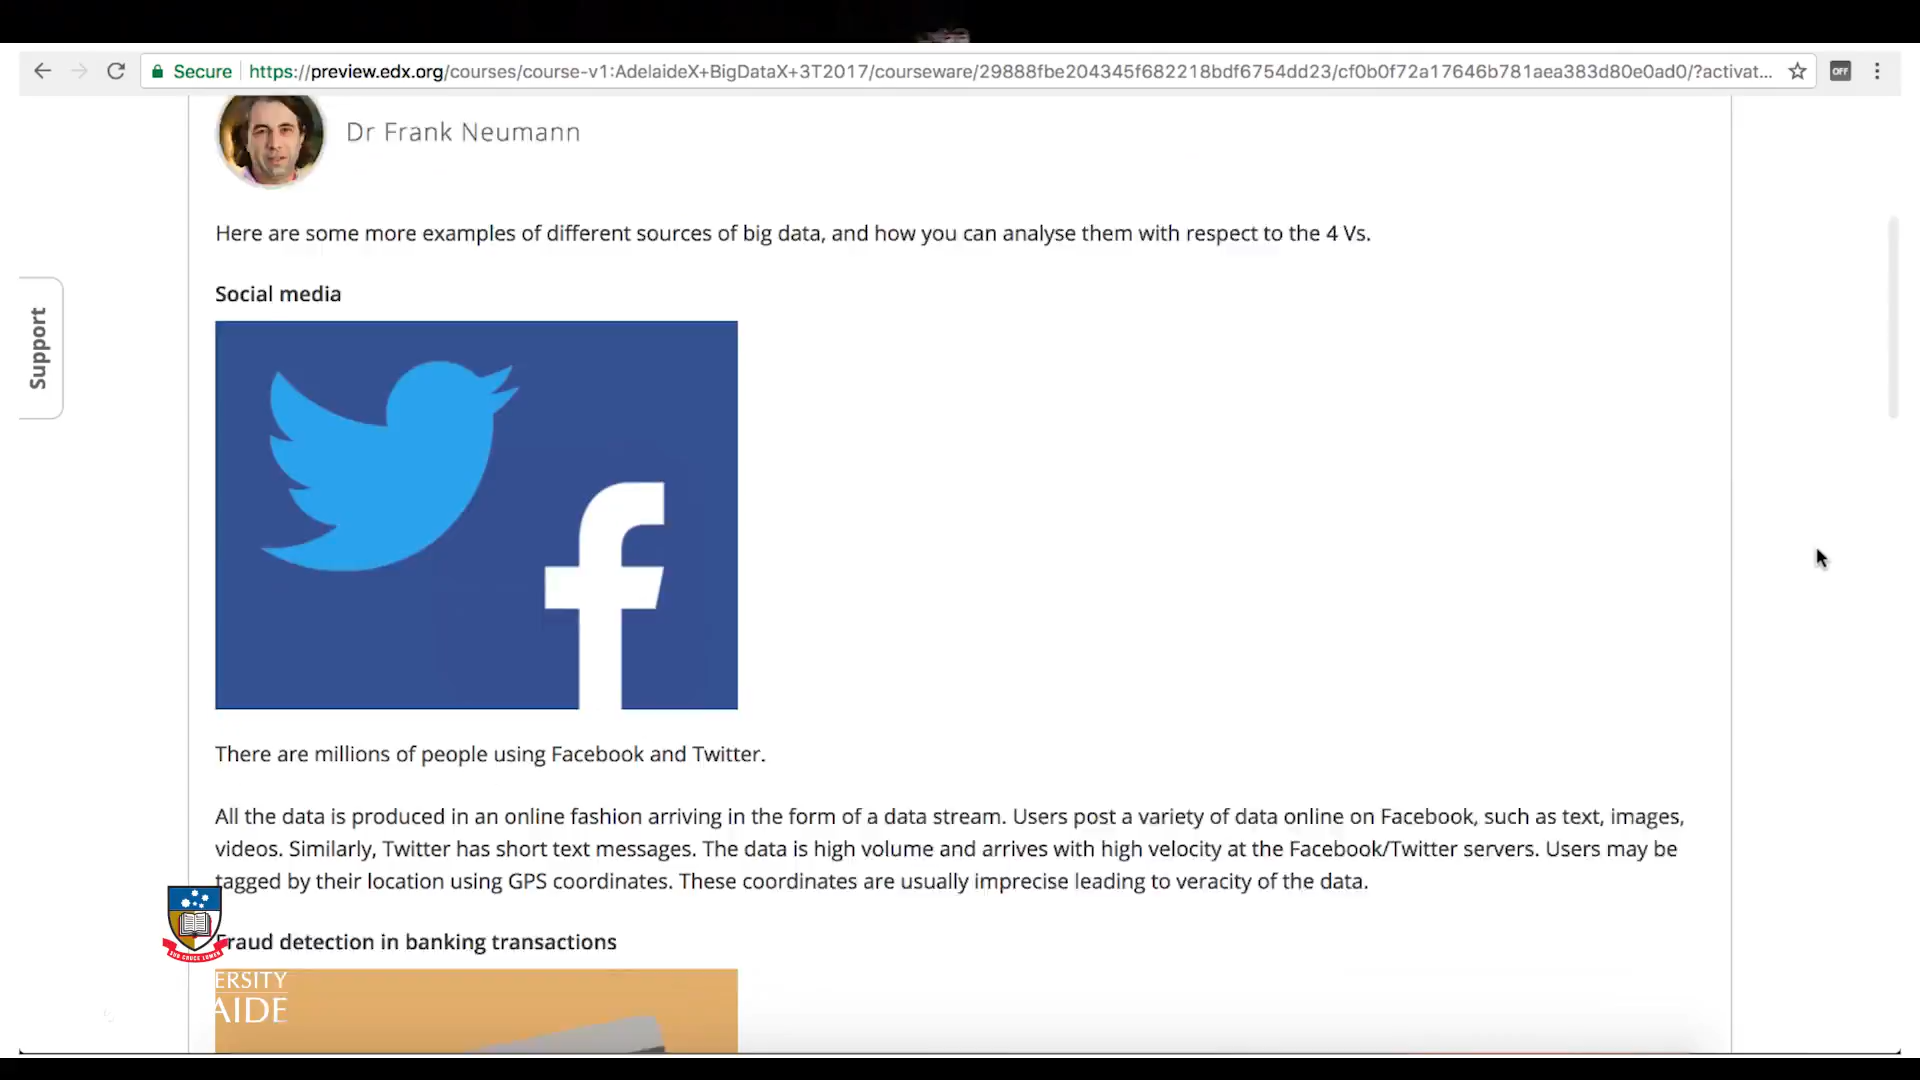 Secure
https://preview.edx.org/courses/course-v1:AdelaideX+BigDataX+3T2017/courseware/29888fbe204345f682218bdf6754dd23/cf0b0f72a17646b781aea383d80e0ad0/?activat...
OFF
Dr Frank Neumann
Here are some more examples of different sources of big data, and how you can analyse them with respect to the 4 Vs.
Social media
Support
There are millions of people using Facebook and Twitter.
All the data is produced in an online fashion arriving in the form of a data stream. Users post a variety of data online on Facebook, such as text, images,
videos. Similarly, Twitter has short text messages. The data is high volume and arrives with high velocity at the Facebook/Twitter servers. Users may be
tagged by their location using GPS coordinates. These coordinates are usually imprecise leading to veracity of the data.
Fraud detection in banking transactions
SUB CRUCE LUMEN
ERSITY
AIDE